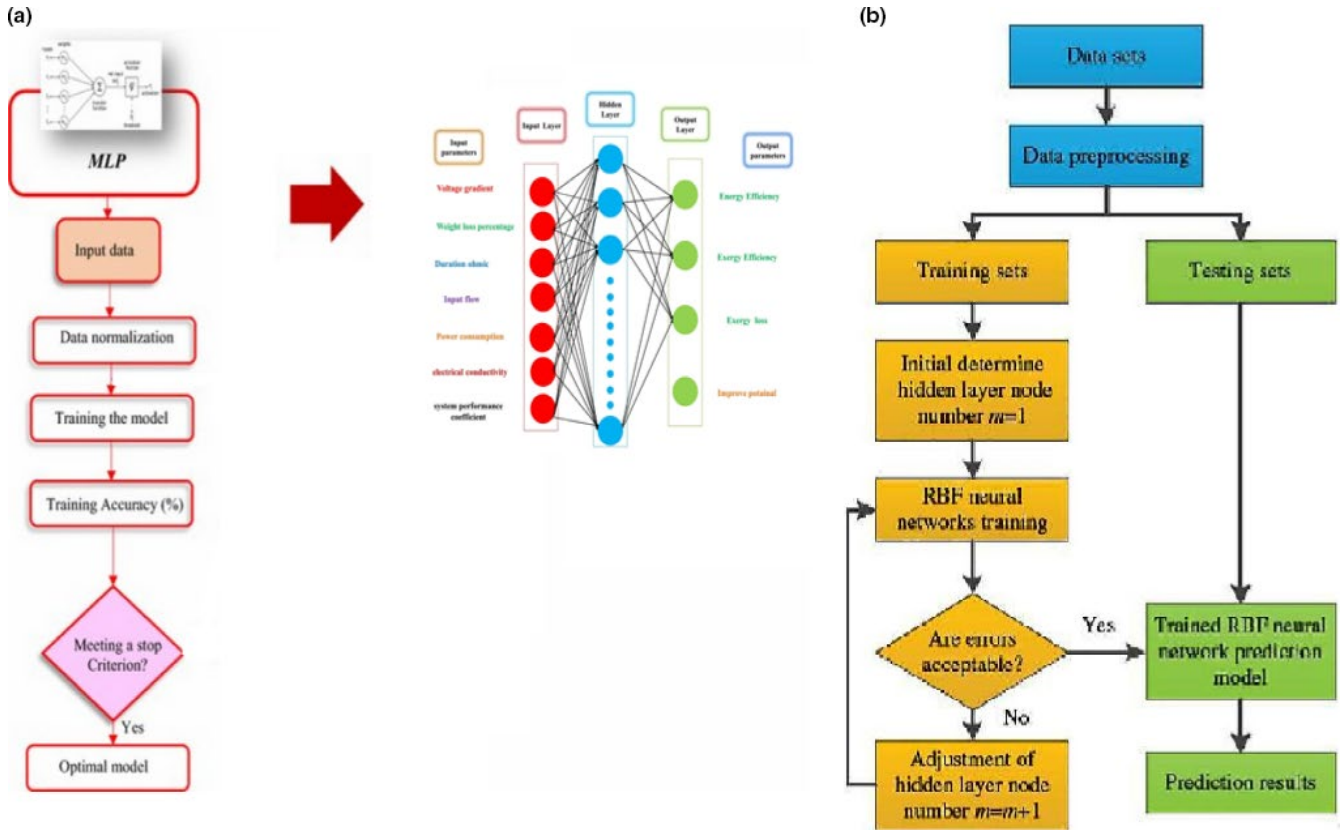 (a)
MLP
Input data
Data normalization
Training the model
Training Accuracy (%)
Meeting a stop
Criterion?
Yes
Optimal model
Input
parameters
Input Layer
Hidden
Layer
Output
Layer
Output
parameters
Voltage gradient
Weight loss percentage
Duration ohmic
Input flow
Power consumption
electrical conductivity
system performance
coefficient
Energy Efficiency
Exergy Efficiency
Exergy loss
Improve potainal
(b)
Data sets
Data preprocessing
Training sets
Testing sets
Initial determine
hidden layer node
number m=1
RBF neural
networks training
Are errors
acceptable?
Yes
No
Adjustment of
hidden layer node
number m=m+1
Trained RBF neural
network prediction
model
Prediction results